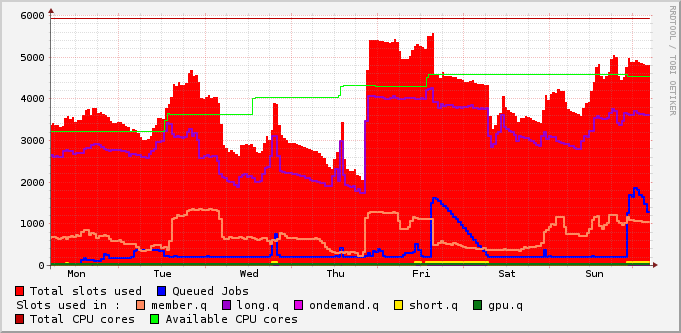 6000
5000
4000
3000
2000
1000
0
Mon Tue Wed Thu Fri Sat Sun
Total slots used Queued Jobs
Slots used in : member.q long.q ondemand.q short.q gpu.q
Total CPU cores Available CPU cores
RRDTOOL / TOBI OETIKER